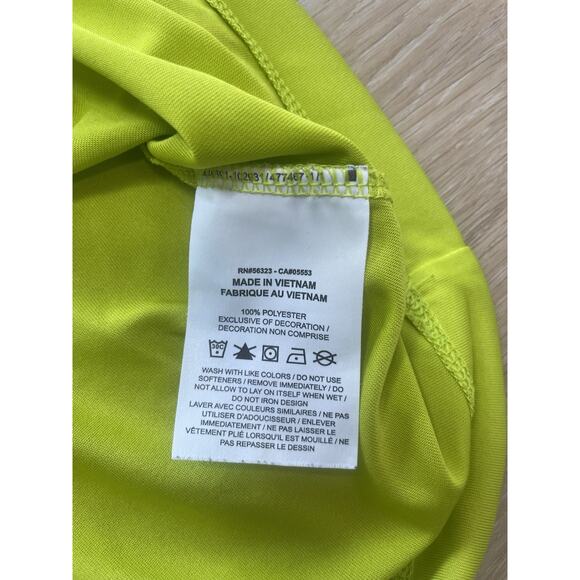 RN#56323 - CA#05553
MADE IN VIETNAM
FABRIQUE AU VIETNAM
100% POLYESTER
EXCLUSIVE OF DECORATION /
DECORATION NON COMPRISE
30C
WASH WITH LIKE COLORS / DO NOT USE
SOFTENERS / REMOVE IMMEDIATELY / DO
NOT ALLOW TO LAY ON ITSELF WHEN WET /
DO NOT IRON DESIGN
LAVER AVEC COULEURS SIMILAIRES / NE PAS
UTILISER D'ADOUCISSEUR / ENLEVER
IMMÉDIATEMENT / NE PAS LAISSER LE
VÊTEMENT PLIÉ LORSQU'IL EST MOUILLÉ / NE
PAS REPASSER LE DESSIN